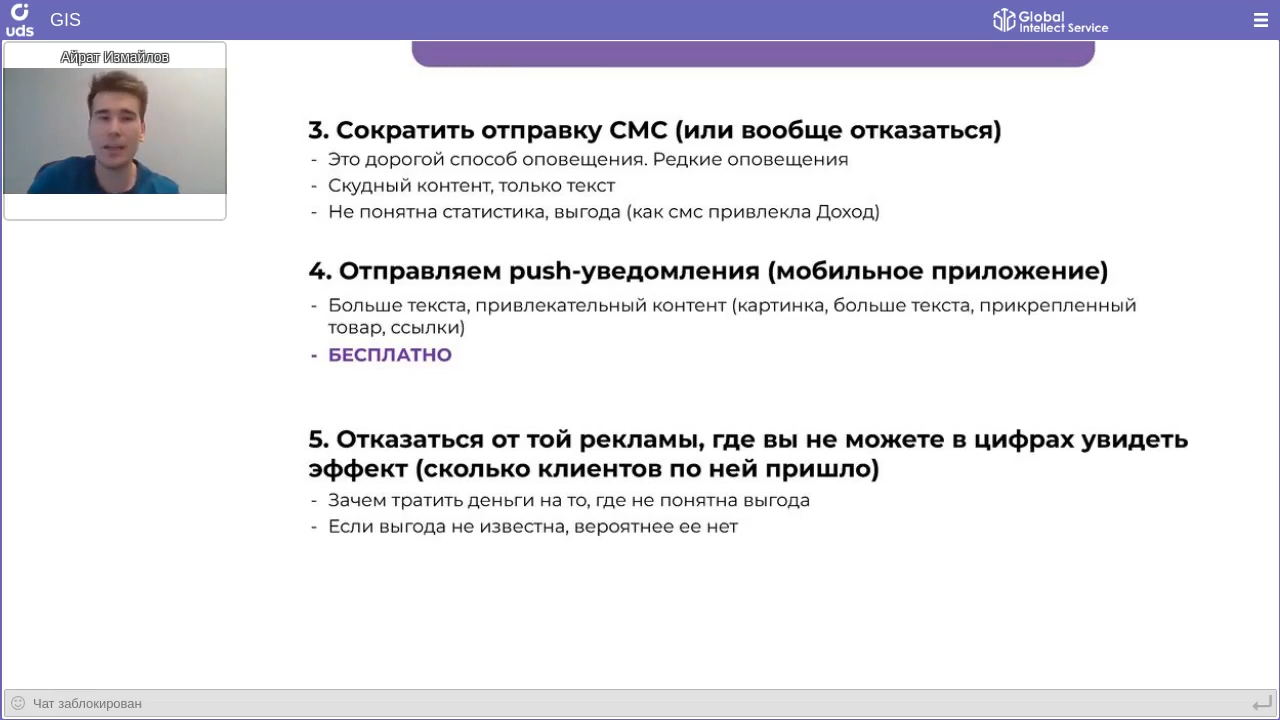 uds
GIS
Global
Intellect Service
Айрат Измайлов
3. Сократить отправку СМС (или вообще отказаться)
- Это дорогой способ оповещения. Редкие оповещения
- Скудный контент, только текст
- Не понятна статистика, выгода (как смс привлекла Доход)
4. Отправляем push-уведомления (мобильное приложение)
- Больше текста, привлекательный контент (картинка, больше текста, прикрепленный
товар, ссылки)
- БЕСПЛАТНО
5. Отказаться от той рекламы, где вы не можете в цифрах увидеть
эффект (сколько клиентов по ней пришло)
- Зачем тратить деньги на то, где не понятна выгода
- Если выгода не известна, вероятнее ее нет
Чат заблокирован